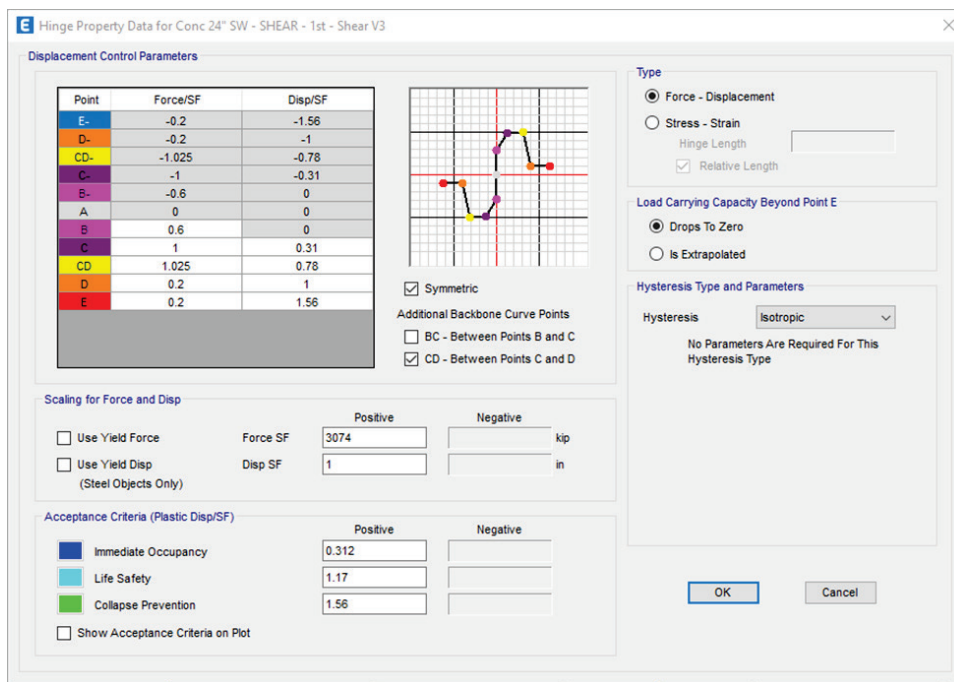 E Hinge Property Data for Conc 24" SW - SHEAR - 1st - Shear V3
Displacement Control Parameters
Point Force/SF Disp/SF
E- -0.2 -1.56
D- -0.2 -1
CD- -1.025 -0.78
C- -1 -0.31
B- -0.6 0
A 0 0
B 0.6 0
C 1 0.31
CD 1.025 0.78
D 0.2 1
E 0.2 1.56
Symmetric
Additional Backbone Curve Points
BC - Between Points B and C
CD - Between Points C and D
Scaling for Force and Disp
Positive Negative
Use Yield Force Force SF 3074 kip
Use Yield Disp Disp SF 1 in
(Steel Objects Only)
Acceptance Criteria (Plastic Disp/SF)
Positive Negative
Immediate Occupancy 0.312
Life Safety 1.17
Collapse Prevention 1.56
Show Acceptance Criteria on Plot
Type
Force - Displacement
Stress - Strain
Hinge Length
Relative Length
Load Carrying Capacity Beyond Point E
Drops To Zero
Is Extrapolated
Hysteresis Type and Parameters
Hysteresis Isotropic
No Parameters Are Required For This
Hysteresis Type
OK Cancel